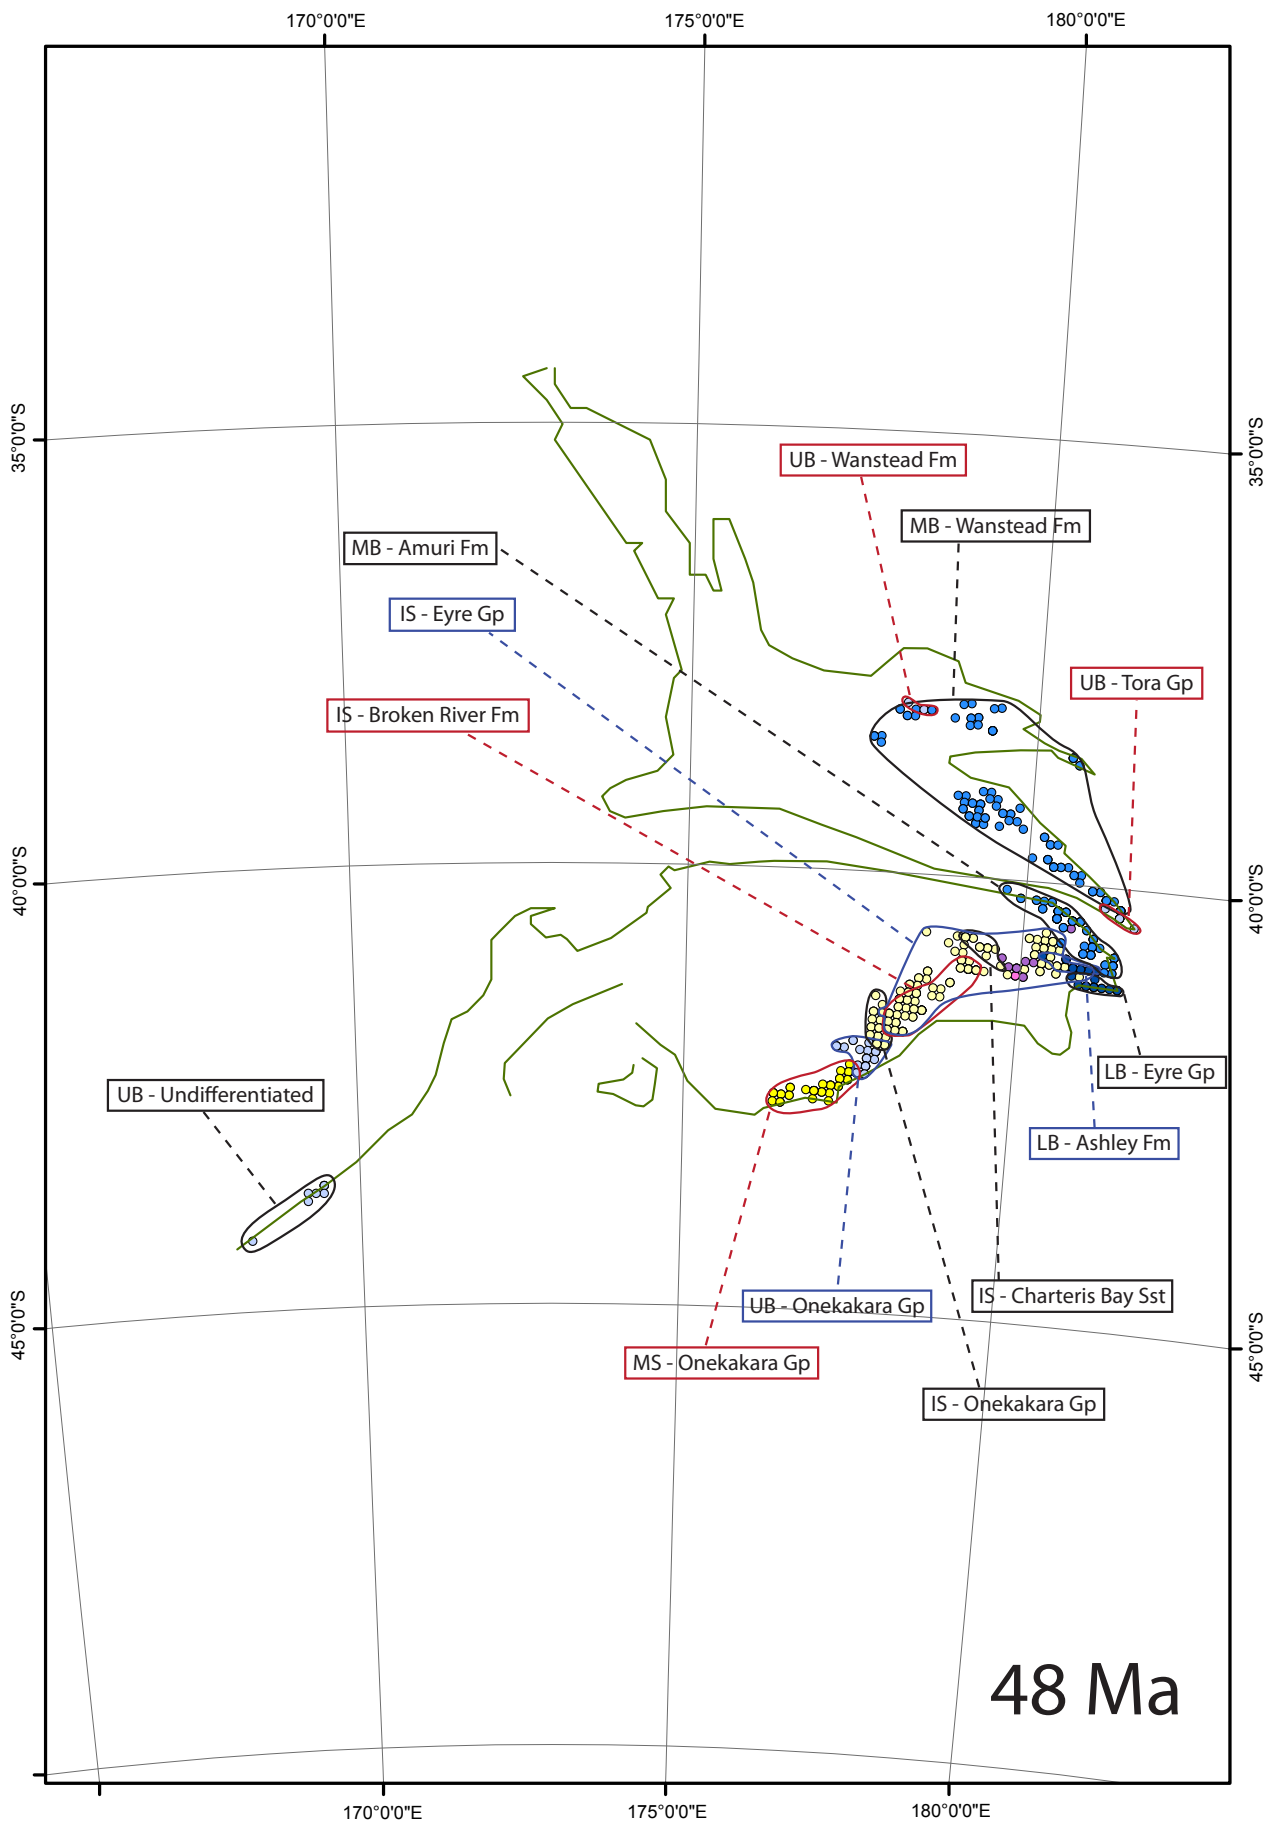 170°0'0"E
175°0'0"E
180°0'0"E
35°0'0"S
35°0'0"S
UB - Wanstead Fm
MB - Wanstead Fm
MB - Amuri Fm
IS - Eyre Gp
UB - Tora Gp
IS - Broken River Fm
40°0'0"S
40°0'0"S
LB - Eyre Gp
UB - Undifferentiated
LB - Ashley Fm
IS - Charteris Bay Sst
UB - Onekakara Gp
45°0'0"S
45°0'0"S
MS - Onekakara Gp
IS - Onekakara Gp
48 Ma
170°0'0"E
175°0'0"E
180°0'0"E